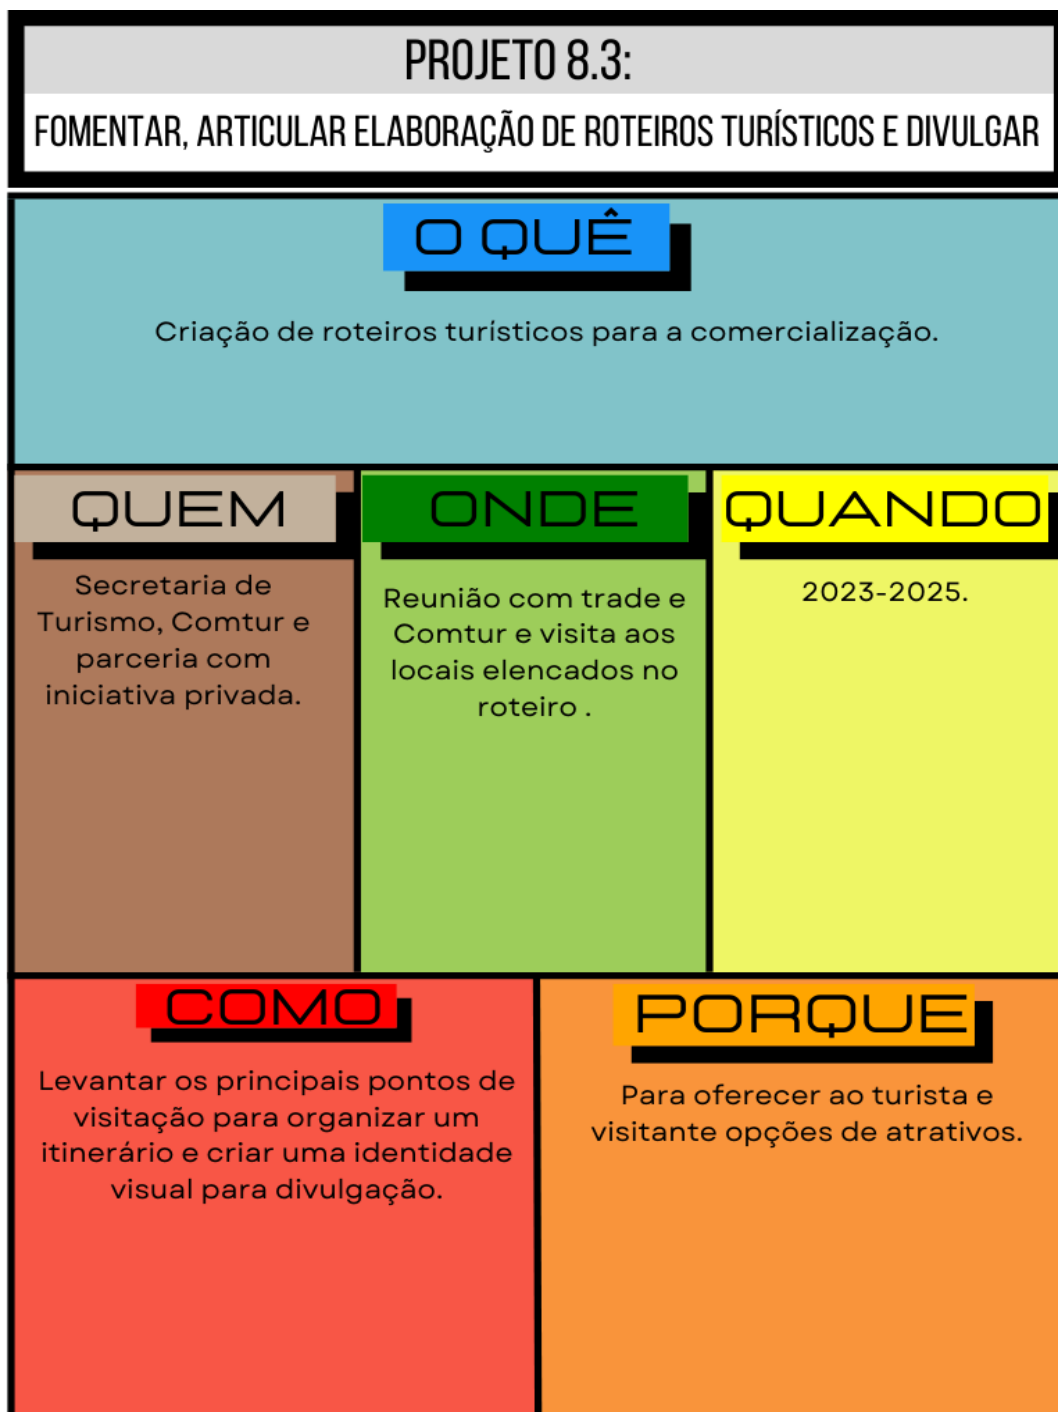 PROJETO 8.3:
FOMENTAR, ARTICULAR ELABORAÇÃO DE ROTEIROS TURÍSTICOS E DIVULGAR
O QUÊ
Criação de roteiros turísticos para a comercialização.
QUEM
Secretaria de
Turismo, Comtur e
parceria com
iniciativa privada.
ONDE
Reunião com trade e
Comtur e visita aos
locais elencados no
roteiro .
QUANDO
2023-2025.
COMO
Levantar os principais pontos de
visitação para organizar um
itinerário e criar uma identidade
visual para divulgação.
PORQUE
Para oferecer ao turista e
visitante opções de atrativos.